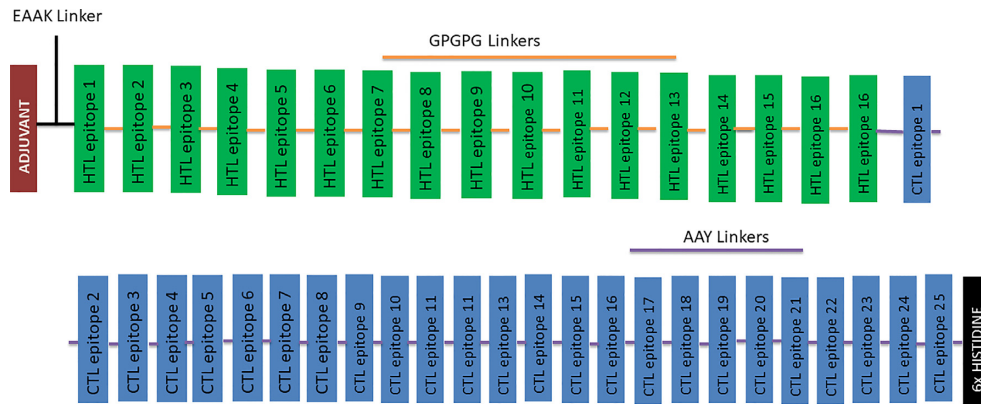 EAAK Linker
GPGPG Linkers
ADJUVANT
HTL epitope 1
HTL epitope 2
HTL epitope 3
HTL epitope 4
HTL epitope 5
HTL epitope 6
HTL epitope 7
HTL epitope 8
HTL epitope 9
HTL epitope 10
HTL epitope 11
HTL epitope 12
HTL epitope 13
HTL epitope 14
HTL epitope 15
HTL epitope 16
HTL epitope 16
CTL epitope 1
AAY Linkers
CTL epitope 2
CTL epitope 3
CTL epitope 4
CTL epitope 5
CTL epitope 6
CTL epitope 7
CTL epitope 8
CTL epitope 9
CTL epitope 10
CTL epitope 11
CTL epitope 11
CTL epitope 13
CTL epitope 14
CTL epitope 15
CTL epitope 16
CTL epitope 17
CTL epitope 18
CTL epitope 19
CTL epitope 20
CTL epitope 21
CTL epitope 22
CTL epitope 23
CTL epitope 24
CTL epitope 25
6x HISTIDINE